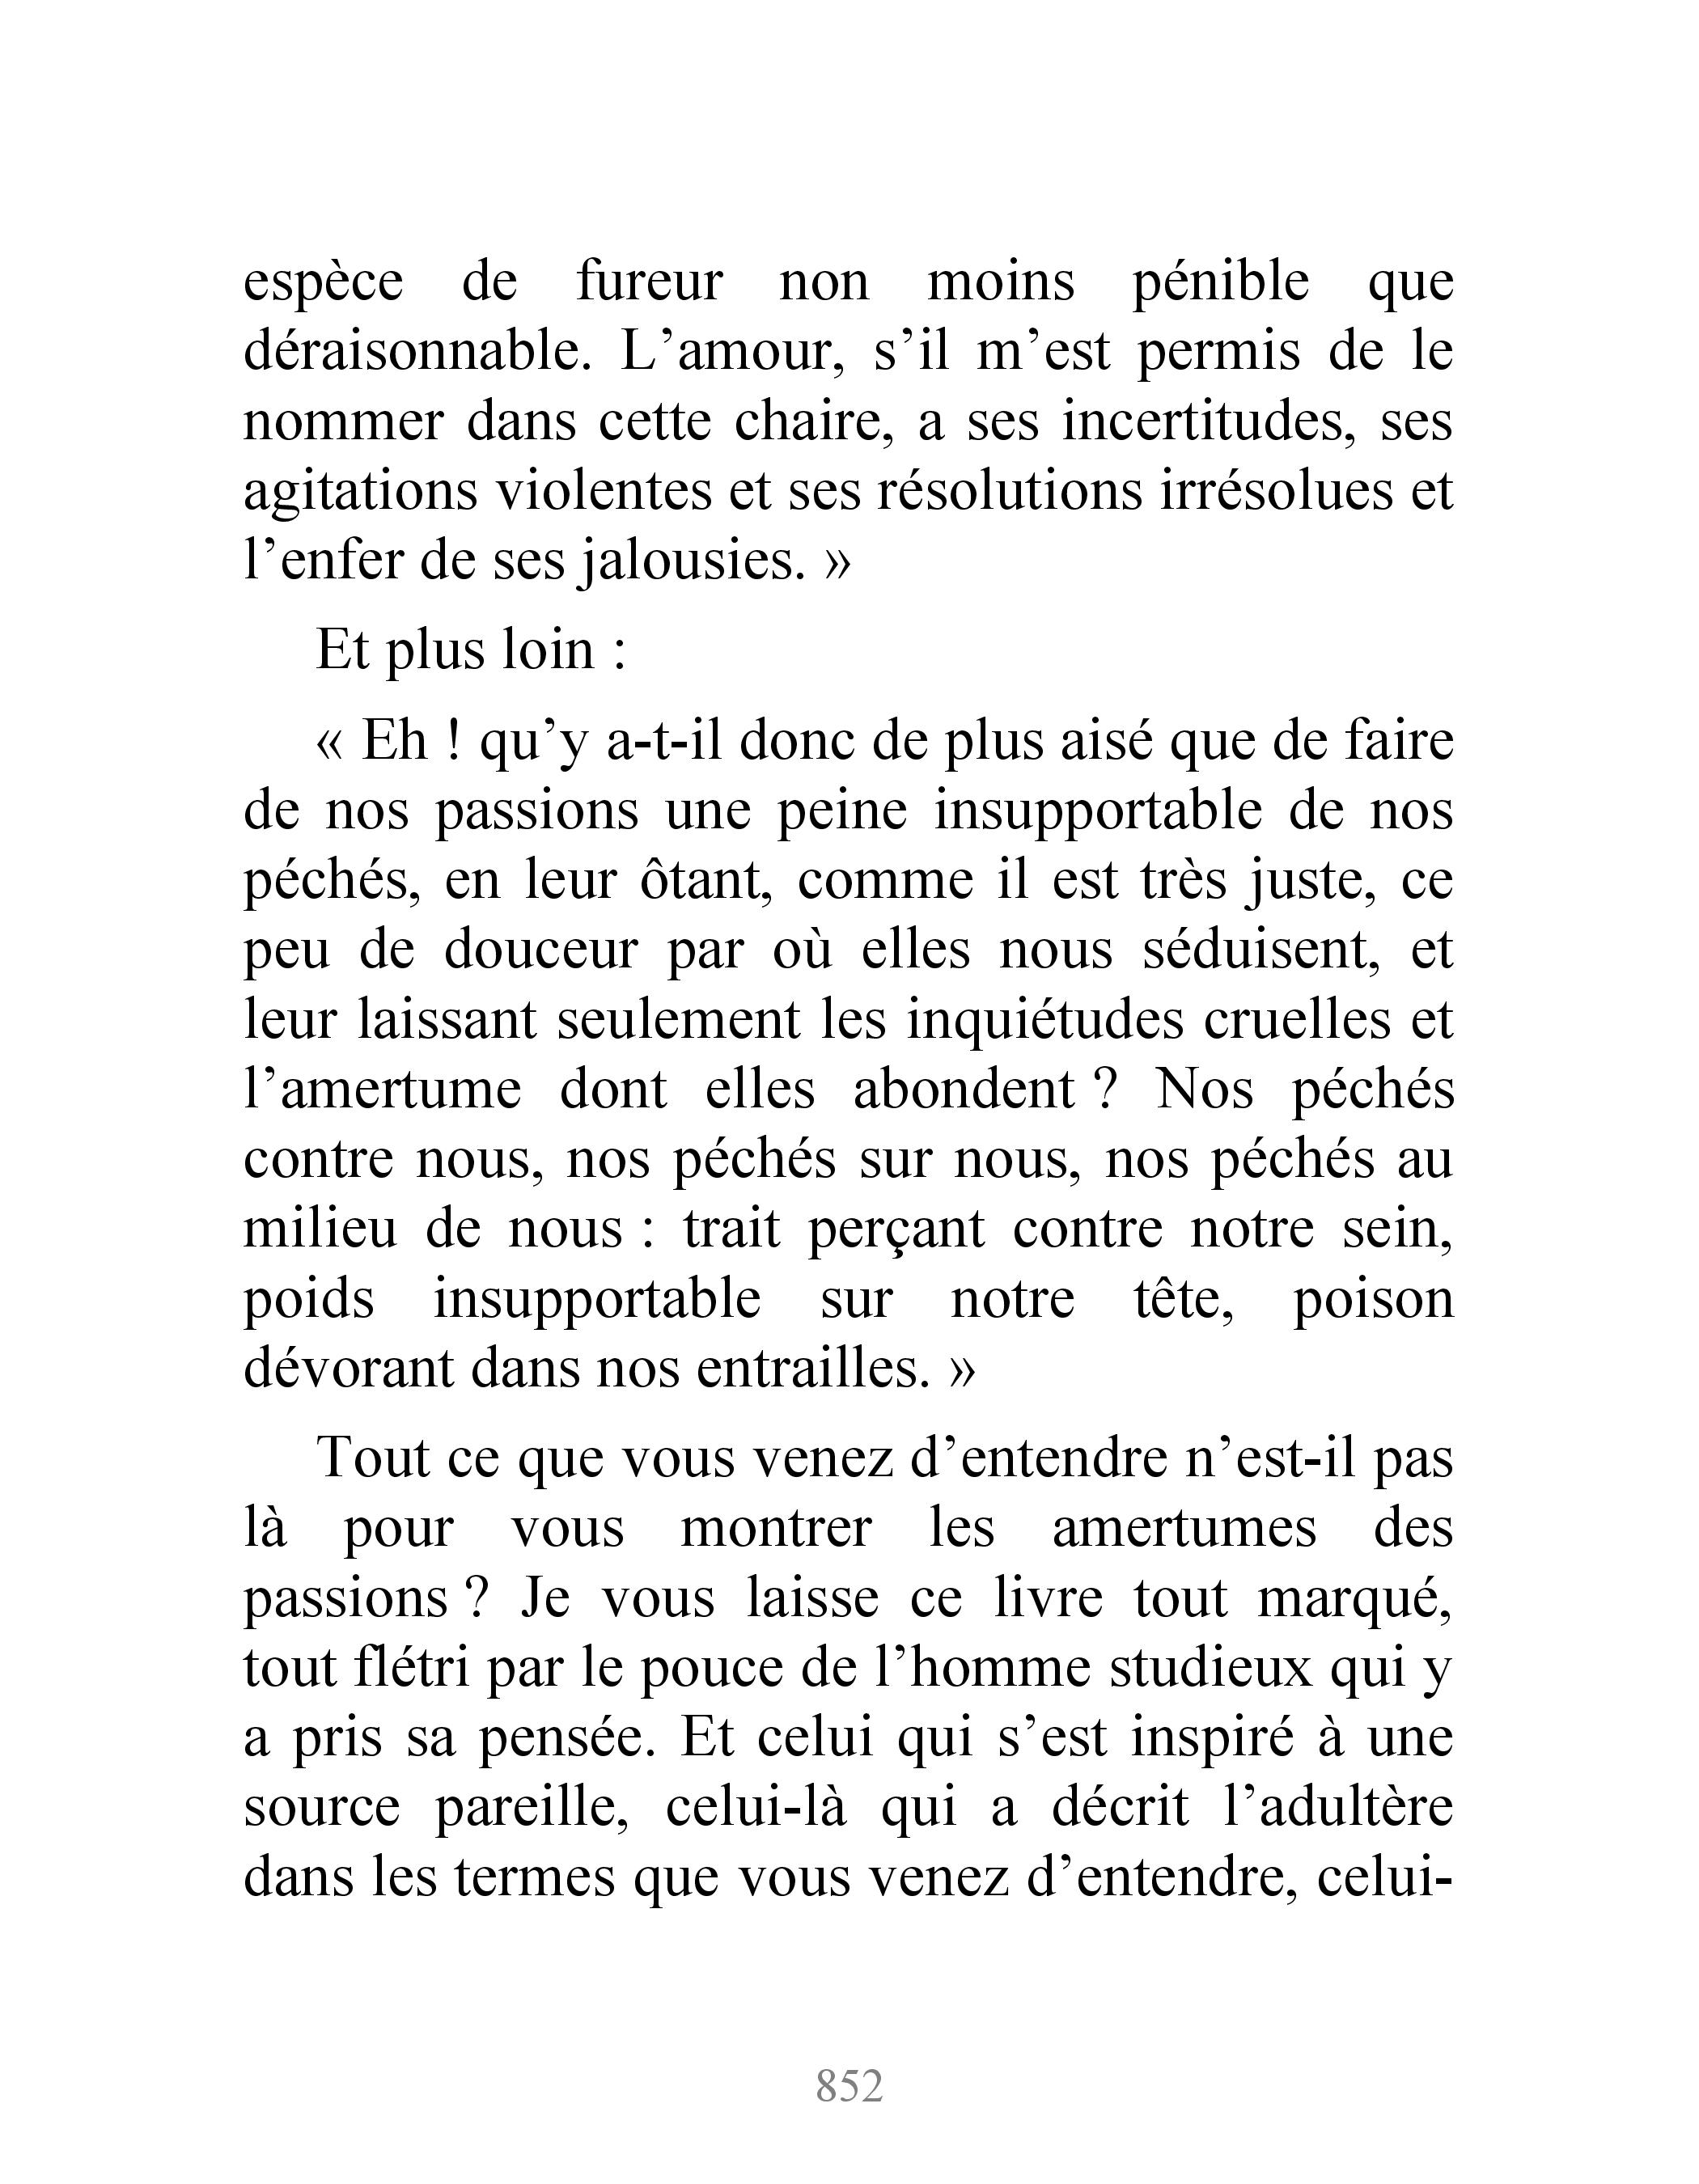 espèce de fureur non moins pénible que
déraisonnable. L’amour, s’il m’est permis de le
nommer dans cette chaire, a ses incertitudes, ses
agitations violentes et ses résolutions irrésolues et
l’enfer de ses jalousies. »
Et plus loin :
« Eh ! qu’y a-t-il donc de plus aisé que de faire
de nos passions une peine insupportable de nos
péchés, en leur ôtant, comme il est très juste, ce
peu de douceur par où elles nous séduisent, et
leur laissant seulement les inquiétudes cruelles et
l’amertume dont elles abondent ? Nos péchés
contre nous, nos péchés sur nous, nos péchés au
milieu de nous : trait perçant contre notre sein,
poids insupportable sur notre tête, poison
dévorant dans nos entrailles. »
Tout ce que vous venez d’entendre n’est-il pas
là pour vous montrer les amertumes des
passions ? Je vous laisse ce livre tout marqué,
tout flétri par le pouce de l’homme studieux qui y
a pris sa pensée. Et celui qui s’est inspiré à une
source pareille, celui-là qui a décrit l’adultère
dans les termes que vous venez d’entendre, celui-
852